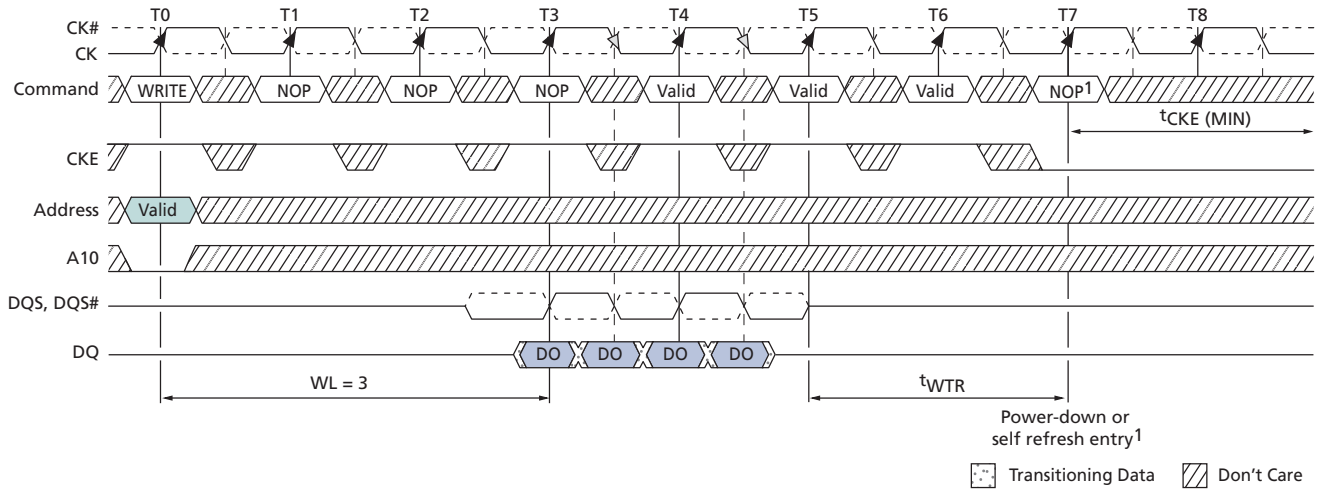 T0 T1 T2 T3 T4 T5 T6 T7 T8
CK#
CK
Command WRITE NOP NOP NOP Valid Valid Valid NOP1
tCKE (MIN)
CKE
Address Valid
A10
DQS, DQS#
DQ DO DO DO DO
WL = 3 tWTR
Power-down or
self refresh entry1
Transitioning Data Don't Care